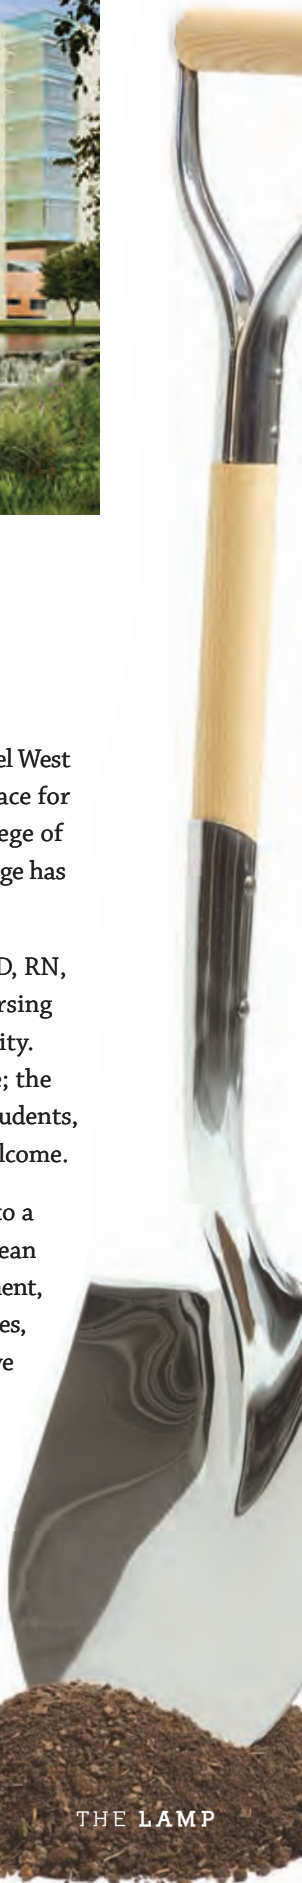 el West
ace for
ege of
ge has
D, RN,
rsing
ity.
; the
udents,
lcome.
to a
ean
ent,
es,
ve
THE LAMP